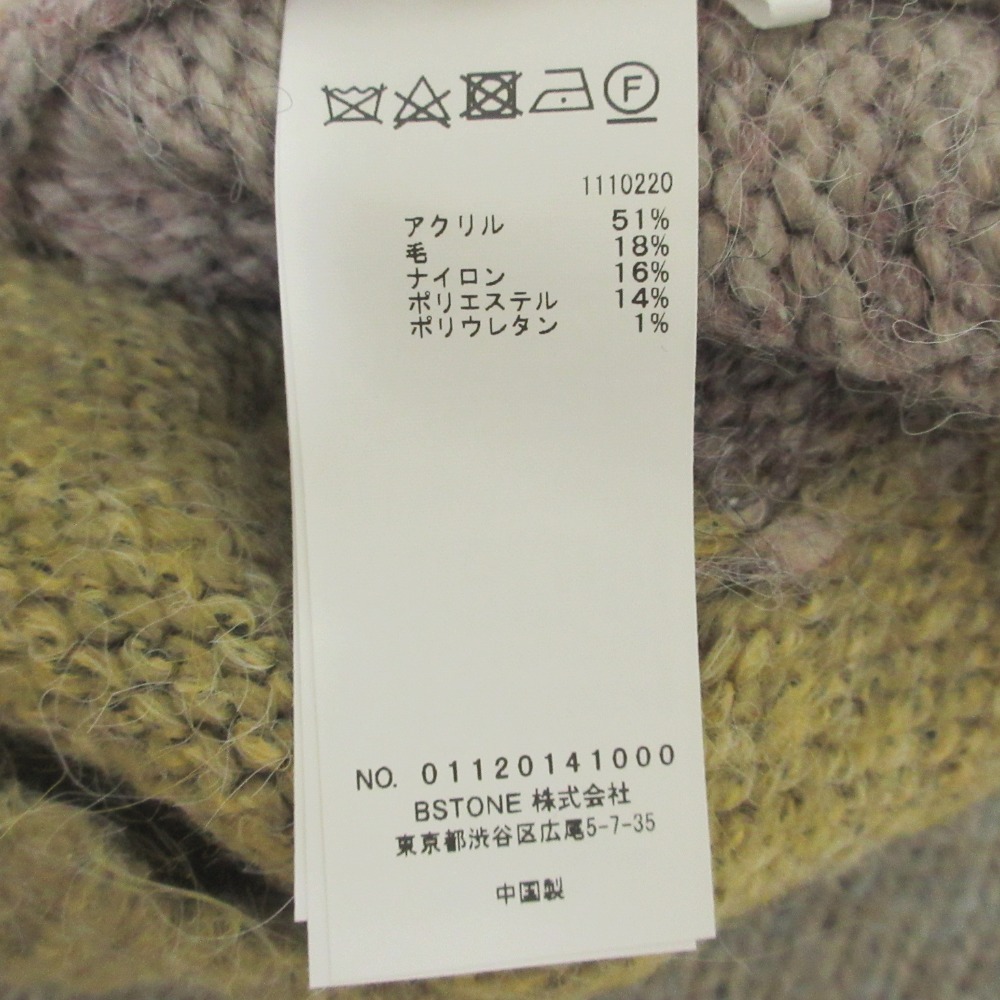 F
1110220
アクリル 51%
毛 18%
ナイロン 16%
ポリエステル 14%
ポリウレタン 1%
NO. 01120141000
BSTONE 株式会社
東京都渋谷区広尾5-7-35
中国製